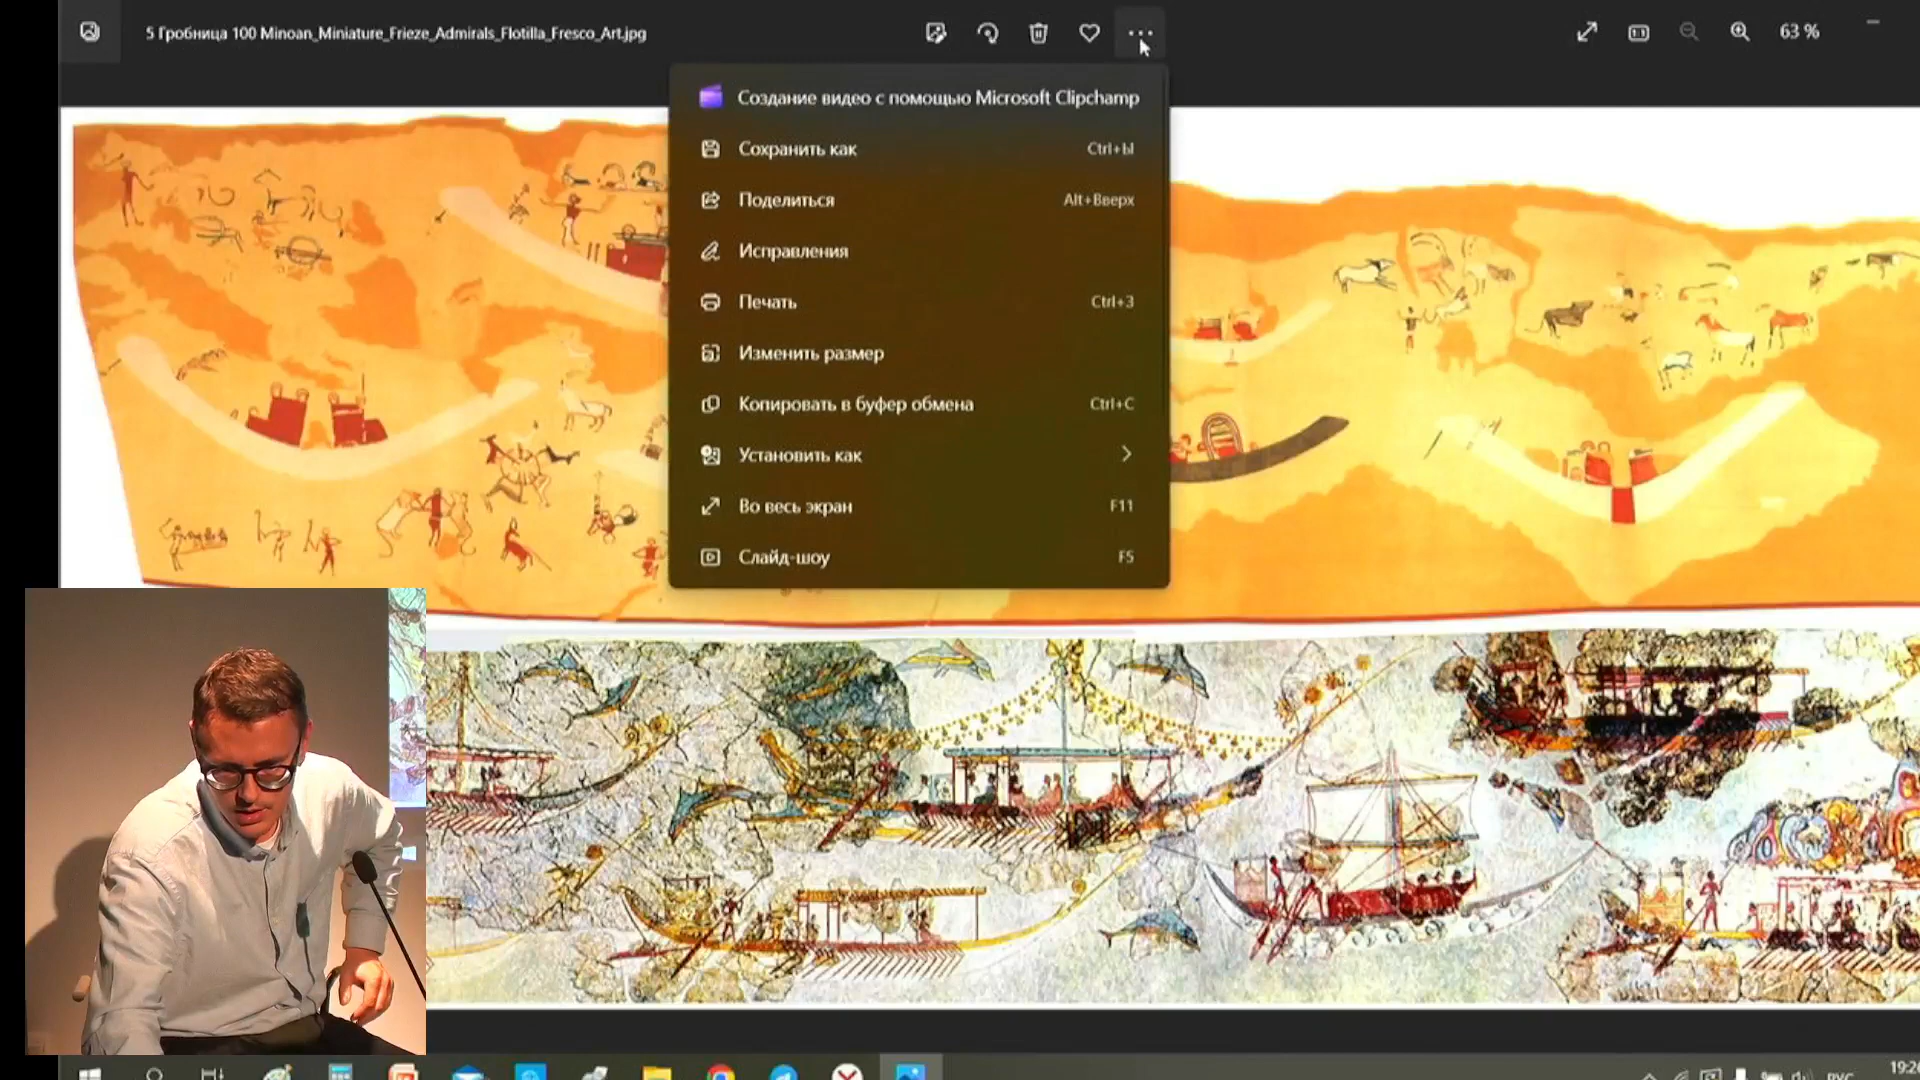 5 Гробница 100 Minoan_Miniature_Frieze_Admirals_Flotilla_Fresco_Art.jpg
63 %
Создание видео с помощью Microsoft Clipchamp
Сохранить как Ctrl+Ы
Поделиться Alt+Вверх
Исправления
Печать Ctrl+З
Изменить размер
Копировать в буфер обмена Ctrl+C
Установить как
Во весь экран F11
Слайд-шоу F5
РУС